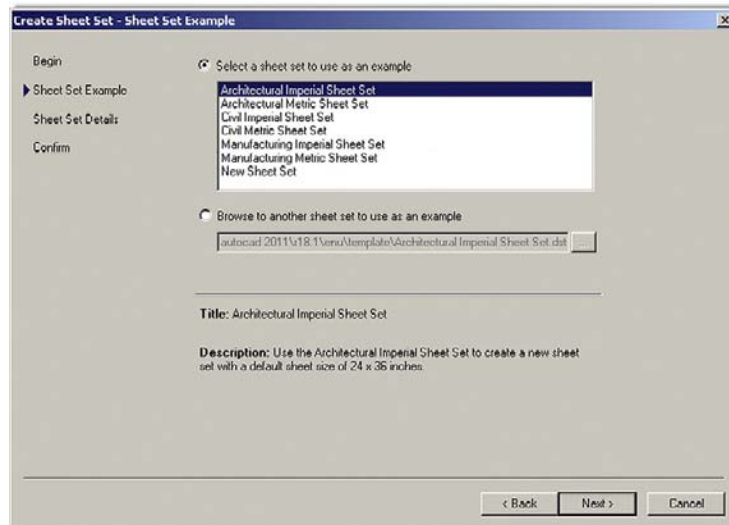 Create Sheet Set - Sheet Set Example
Begin
Sheet Set Example
Sheet Set Details
Confirm
Select a sheet set to use as an example
Architectural Imperial Sheet Set
Architectural Metric Sheet Set
Civil Imperial Sheet Set
Civil Metric Sheet Set
Manufacturing Imperial Sheet Set
Manufacturing Metric Sheet Set
New Sheet Set
Browse to another sheet set to use as an example
autocad 2011\r18.1\enu\template\Architectural Imperial Sheet Set.dst
...
Title: Architectural Imperial Sheet Set
Description: Use the Architectural Imperial Sheet Set to create a new sheet
set with a default sheet size of 24 x 36 inches.
< Back
Next >
Cancel